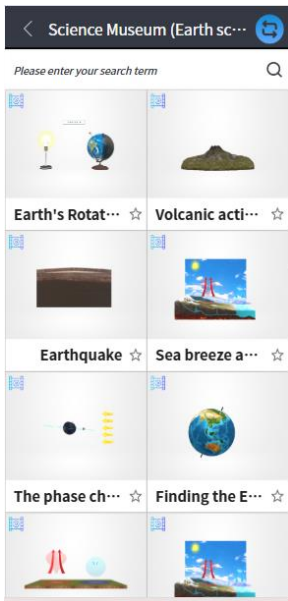 Science Museum (Earth sc···
Please enter your search term
Earth's Rotat···
Volcanic acti···
Earthquake
Sea breeze a···
The phase ch···
Finding the E···